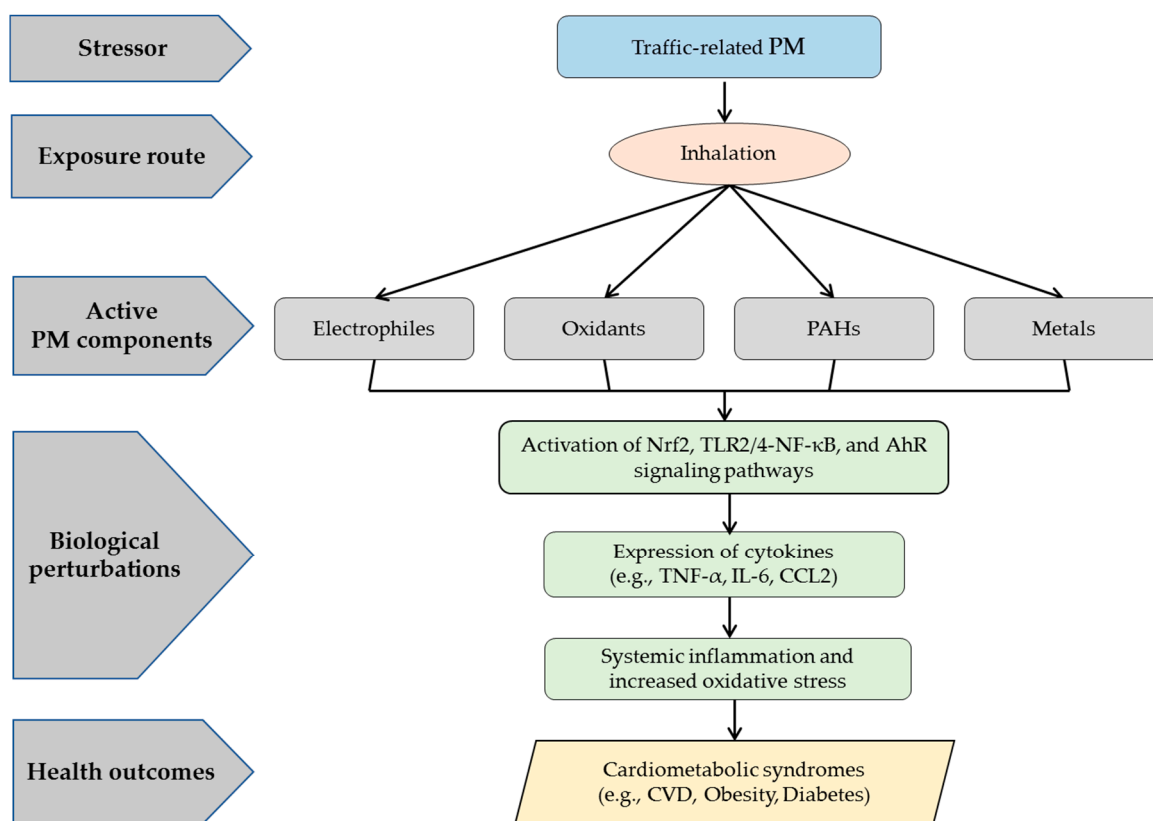 Stressor
Traffic-related PM
Exposure route
Inhalation
Active
PM components
Electrophiles
Oxidants
PAHs
Metals
Activation of Nrf2, TLR2/4-NF-κB, and AhR
signaling pathways
Biological
perturbations
Expression of cytokines
(e.g., TNF-α, IL-6, CCL2)
Systemic inflammation and
increased oxidative stress
Health outcomes
Cardiometabolic syndromes
(e.g., CVD, Obesity, Diabetes)